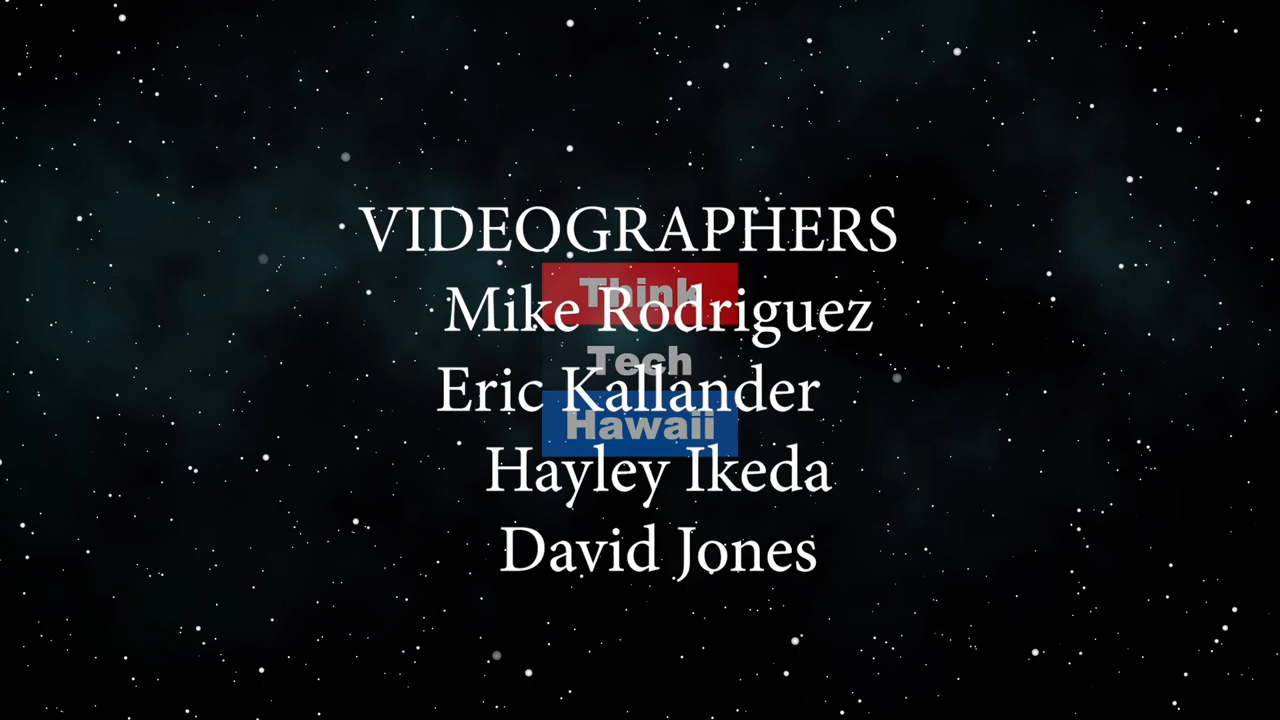 VIDEOGRAPHERS
Think
Mike Rodriguez
Tech
Eric Kallander
Hawaii
Hayley Ikeda
David Jones